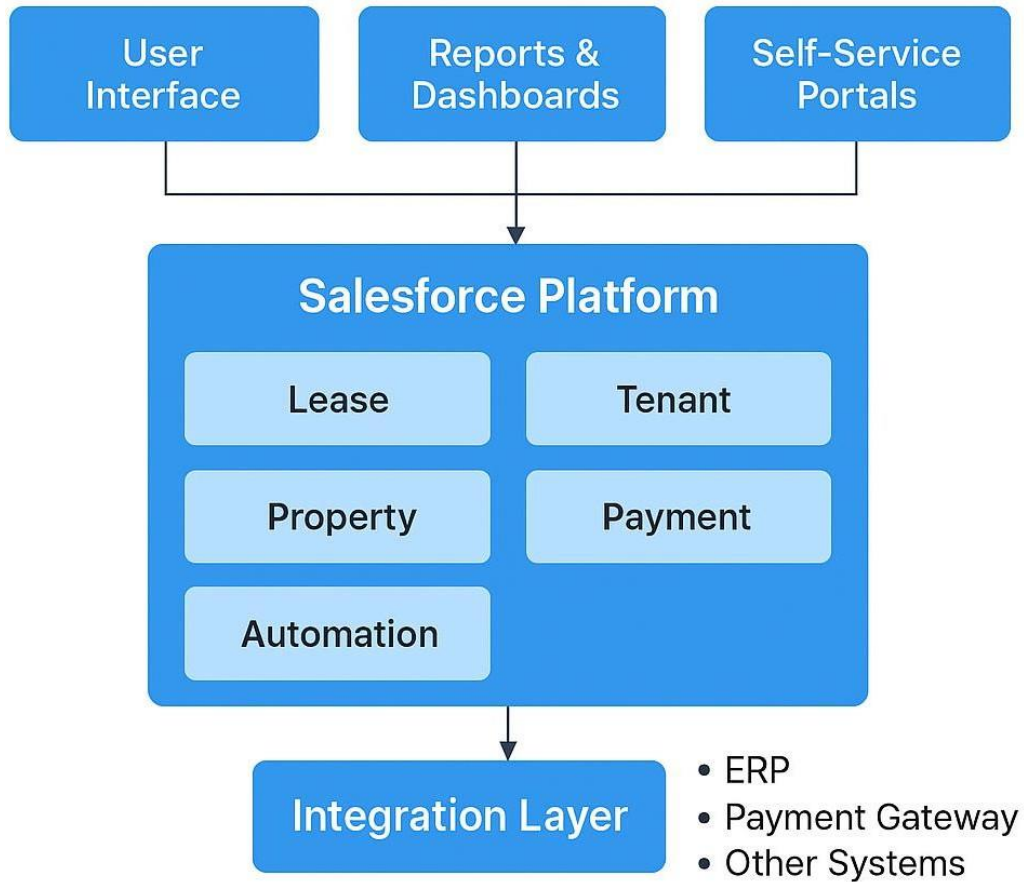 User
Interface
Reports &
Dashboards
Self-Service
Portals
Salesforce Platform
Lease
Tenant
Property
Payment
Automation
Integration Layer
• ERP
• Payment Gateway
• Other Systems